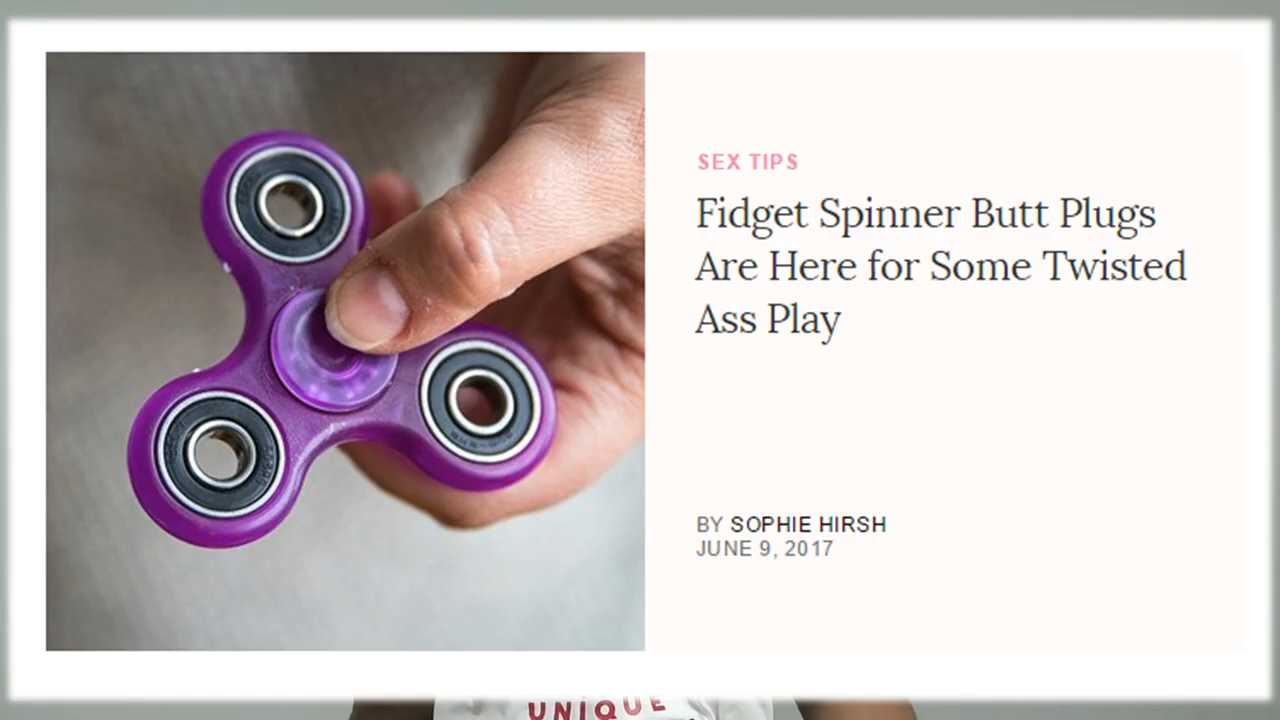 SEX TIPS
Fidget Spinner Butt Plugs
Are Here for Some Twisted
Ass Play
BY SOPHIE HIRSH
JUNE 9, 2017
UNIQUE